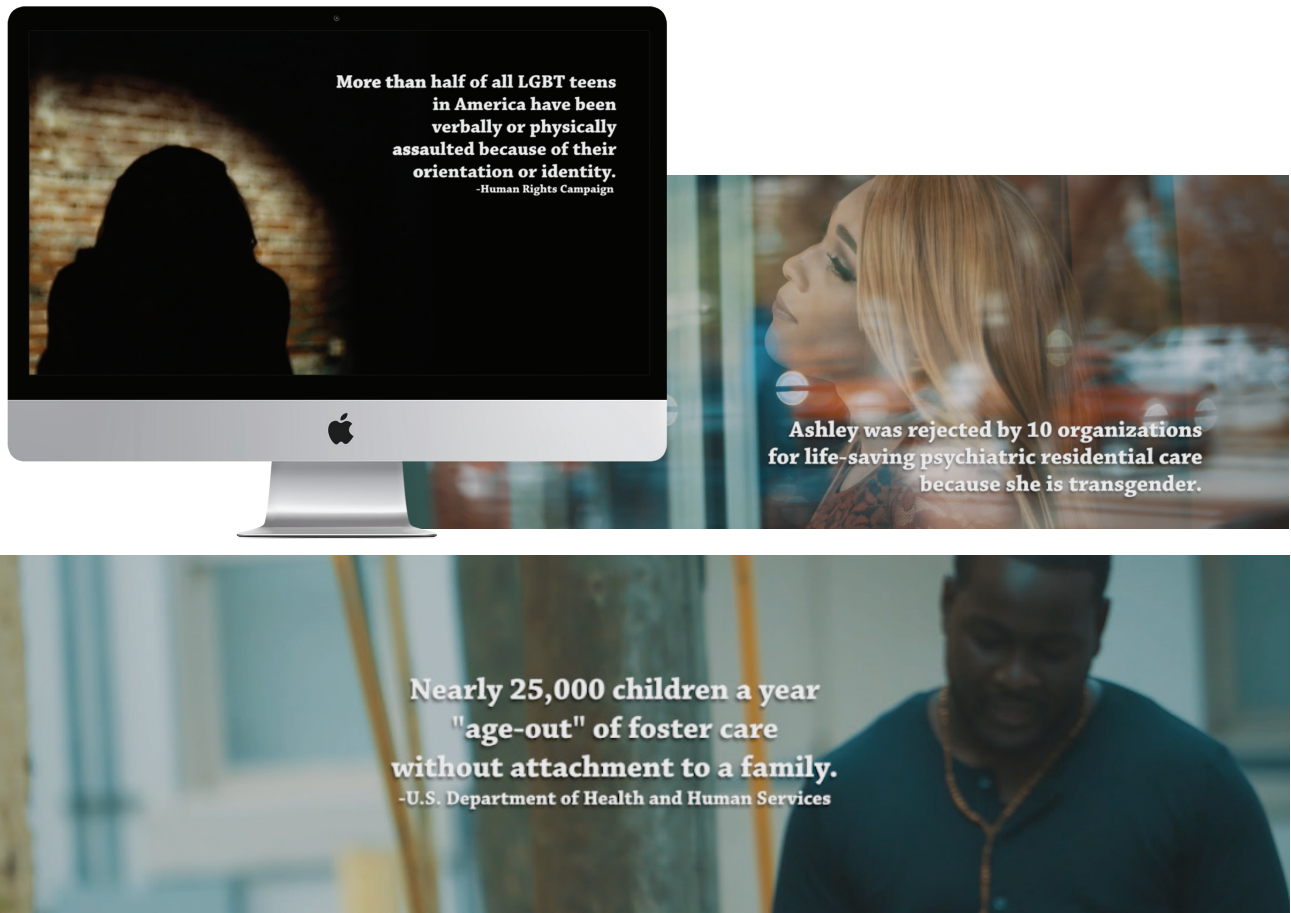 More than half of all LGBT teens
in America have been
verbally or physically
assaulted because of their
orientation or identity.
-Human Rights Campaign
Ashley was rejected by 10 organizations
for life-saving psychiatric residential care
because she is transgender.
Nearly 25,000 children a year
"age-out" of foster care
without attachment to a family.
-U.S. Department of Health and Human Services